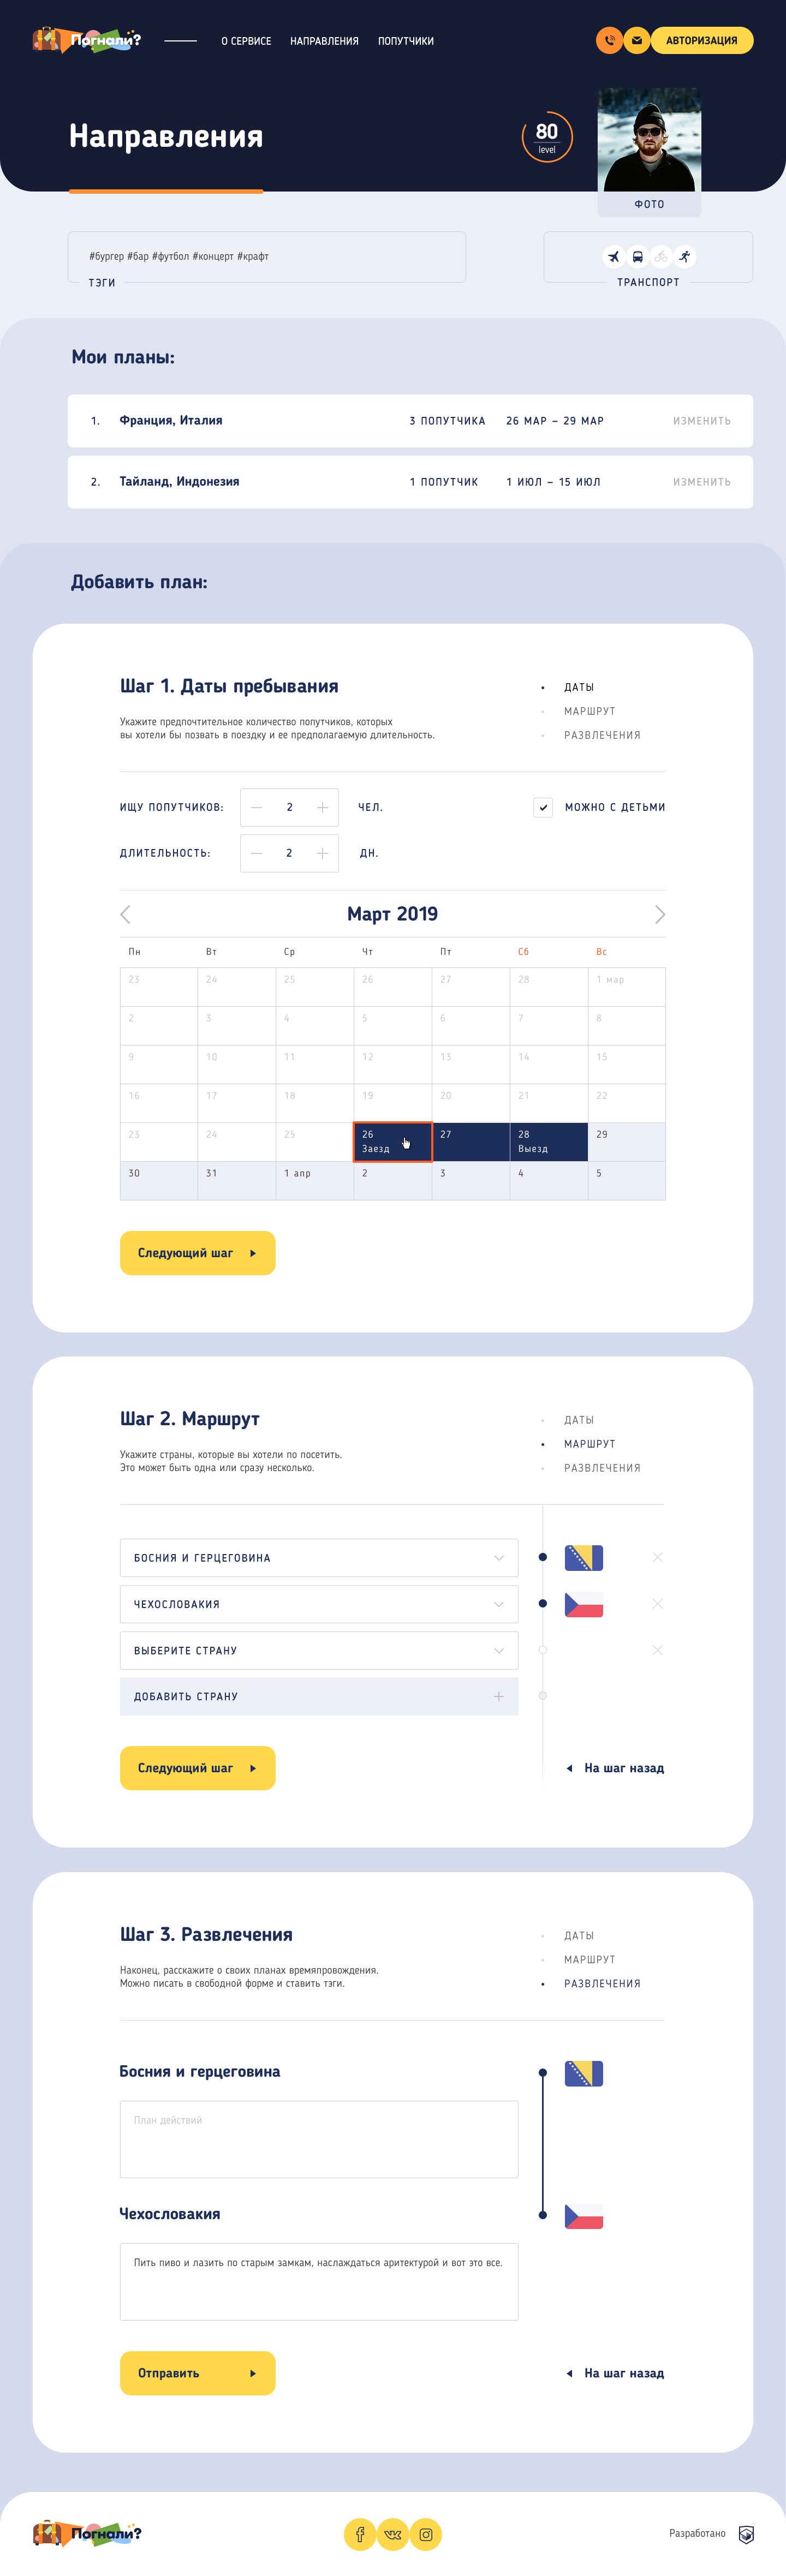 Погнали?
О СЕРВИСЕ НАПРАВЛЕНИЯ ПОПУТЧИКИ
АВТОРИЗАЦИЯ
Направления
80
level
ФОТО
#бургер #бар #футбол #концерт #крафт
ТЭГИ
ТРАНСПОРТ
Мои планы:
1. Франция, Италия 3 ПОПУТЧИКА 26 МАР – 29 МАР ИЗМЕНИТЬ
2. Тайланд, Индонезия 1 ПОПУТЧИК 1 ИЮЛ – 15 ИЮЛ ИЗМЕНИТЬ
Добавить план:
Шаг 1. Даты пребывания
Укажите предпочтительное количество попутчиков, которых
вы хотели бы позвать в поездку и ее предполагаемую длительность.
ДАТЫ
МАРШРУТ
РАЗВЛЕЧЕНИЯ
ИЩУ ПОПУТЧИКОВ: 2 ЧЕЛ. МОЖНО С ДЕТЬМИ
ДЛИТЕЛЬНОСТЬ: 2 ДН.
Март 2019
Пн Вт Ср Чт Пт Сб Вс
23 24 25 26 27 28 1 мар
2 3 4 5 6 7 8
9 10 11 12 13 14 15
16 17 18 19 20 21 22
23 24 25 26 27 28 29
Заезд Выезд
30 31 1 апр 2 3 4 5
Следующий шаг
Шаг 2. Маршрут
Укажите страны, которые вы хотели по посетить.
Это может быть одна или сразу несколько.
ДАТЫ
МАРШРУТ
РАЗВЛЕЧЕНИЯ
БОСНИЯ И ГЕРЦЕГОВИНА
ЧЕХОСЛОВАКИЯ
ВЫБЕРИТЕ СТРАНУ
ДОБАВИТЬ СТРАНУ
Следующий шаг
На шаг назад
Шаг 3. Развлечения
Наконец, расскажите о своих планах времяпровождения.
Можно писать в свободной форме и ставить тэги.
ДАТЫ
МАРШРУТ
РАЗВЛЕЧЕНИЯ
Босния и герцеговина
План действий
Чехословакия
Пить пиво и лазить по старым замкам, наслаждаться аритектурой и вот это все.
Отправить
На шаг назад
Погнали?
Разработано